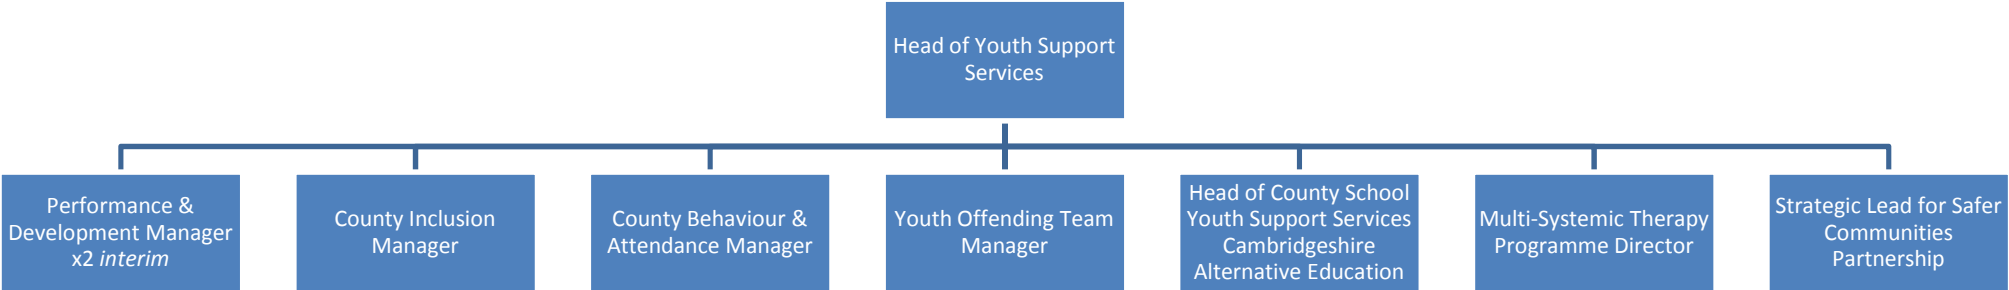 Head of Youth Support
Services
Performance &
Development Manager
x2 interim
County Inclusion
Manager
County Behaviour &
Attendance Manager
Youth Offending Team
Manager
Head of County School
Youth Support Services
Cambridgeshire
Alternative Education
Multi-Systemic Therapy
Programme Director
Strategic Lead for Safer
Communities
Partnership